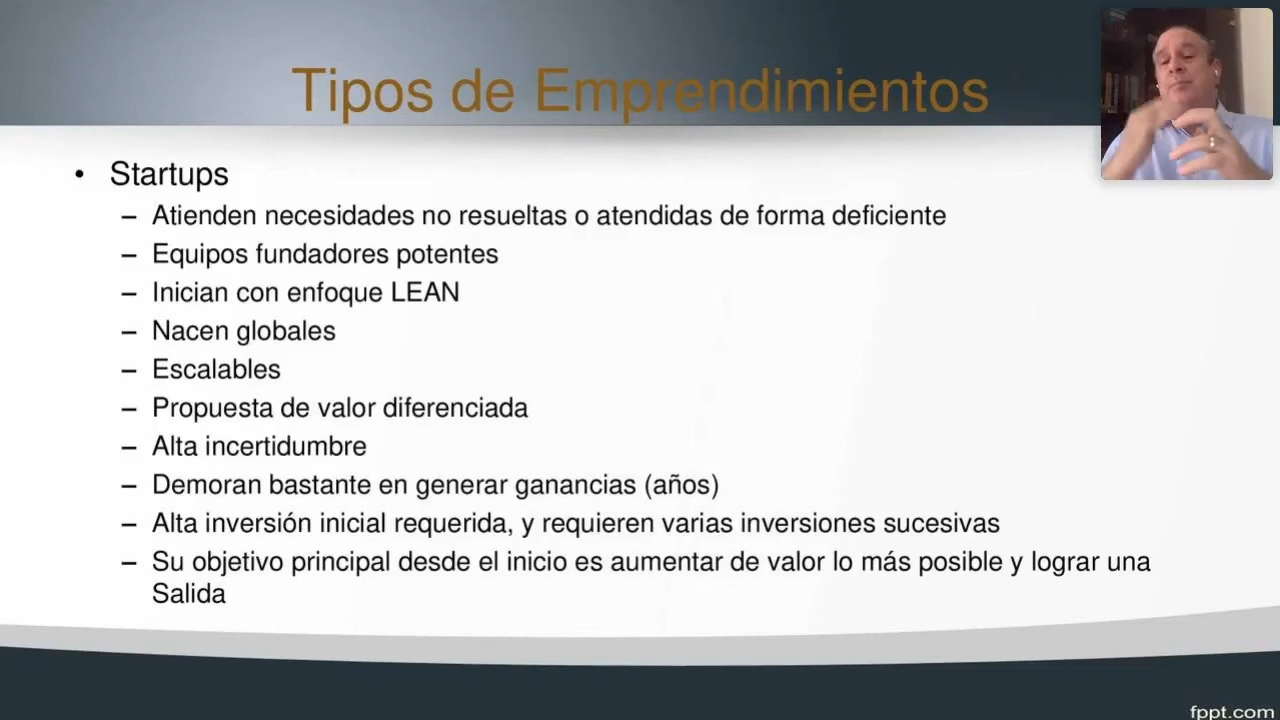 Tipos de Emprendimientos
• Startups
– Atienden necesidades no resueltas o atendidas de forma deficiente
– Equipos fundadores potentes
– Inician con enfoque LEAN
– Nacen globales
– Escalables
– Propuesta de valor diferenciada
– Alta incertidumbre
– Demoran bastante en generar ganancias (años)
– Alta inversión inicial requerida, y requieren varias inversiones sucesivas
– Su objetivo principal desde el inicio es aumentar de valor lo más posible y lograr una
Salida
fppt.com